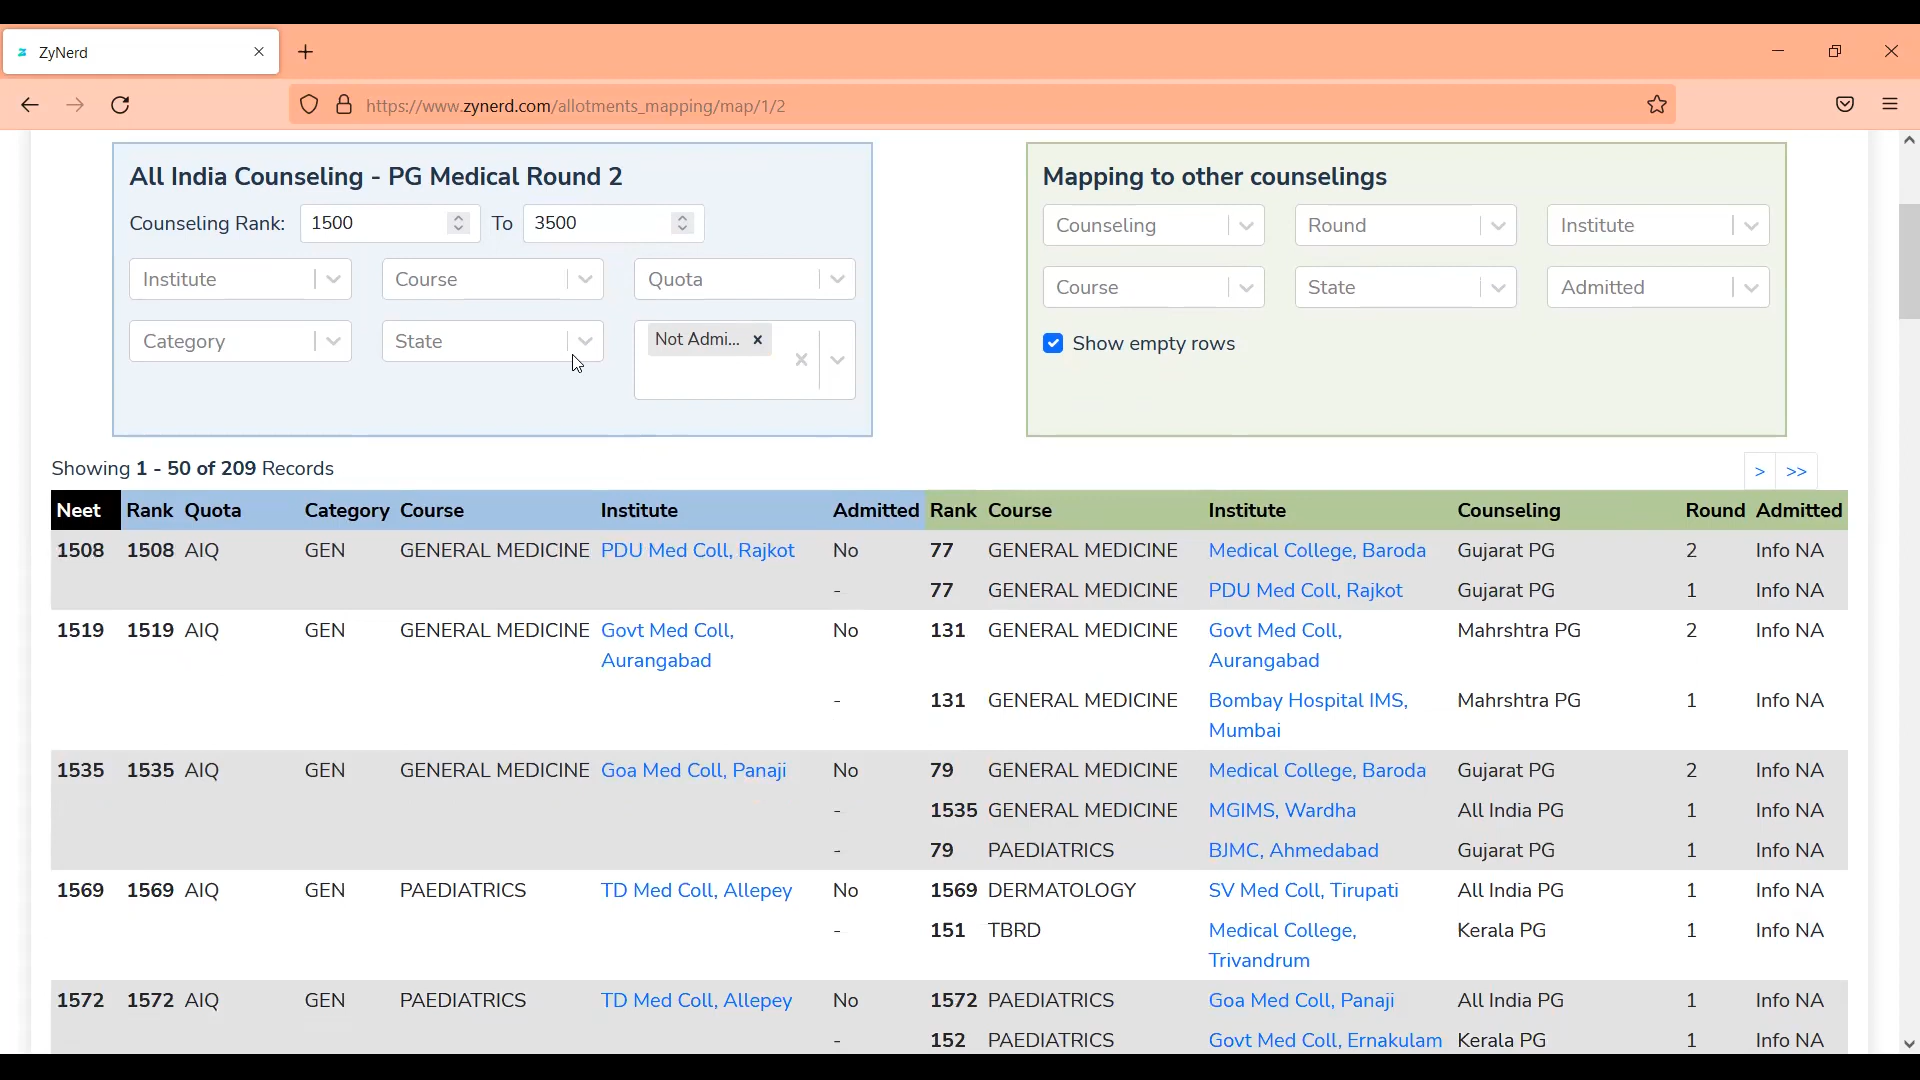 ZyNerd
https://www.zynerd.com/allotments_mapping/map/1/2
All India Counseling - PG Medical Round 2
Counseling Rank: 1500 To 3500
Institute Course Quota
Category State Not Admi...
Mapping to other counselings
Counseling Round Institute
Course State Admitted
Show empty rows
Showing 1 - 50 of 209 Records
> >>
Neet Rank Quota Category Course Institute Admitted Rank Course Institute Counseling Round Admitted
1508 1508 AIQ GEN GENERAL MEDICINE PDU Med Coll, Rajkot No 77 GENERAL MEDICINE Medical College, Baroda Gujarat PG 2 Info NA
- 77 GENERAL MEDICINE PDU Med Coll, Rajkot Gujarat PG 1 Info NA
1519 1519 AIQ GEN GENERAL MEDICINE Govt Med Coll, No 131 GENERAL MEDICINE Govt Med Coll, Mahrshtra PG 2 Info NA
Aurangabad Aurangabad
- 131 GENERAL MEDICINE Bombay Hospital IMS, Mahrshtra PG 1 Info NA
Mumbai
1535 1535 AIQ GEN GENERAL MEDICINE Goa Med Coll, Panaji No 79 GENERAL MEDICINE Medical College, Baroda Gujarat PG 2 Info NA
- 1535 GENERAL MEDICINE MGIMS, Wardha All India PG 1 Info NA
- 79 PAEDIATRICS BJMC, Ahmedabad Gujarat PG 1 Info NA
1569 1569 AIQ GEN PAEDIATRICS TD Med Coll, Allepey No 1569 DERMATOLOGY SV Med Coll, Tirupati All India PG 1 Info NA
- 151 TBRD Medical College, Kerala PG 1 Info NA
Trivandrum
1572 1572 AIQ GEN PAEDIATRICS TD Med Coll, Allepey No 1572 PAEDIATRICS Goa Med Coll, Panaji All India PG 1 Info NA
- 152 PAEDIATRICS Govt Med Coll, Ernakulam Kerala PG 1 Info NA